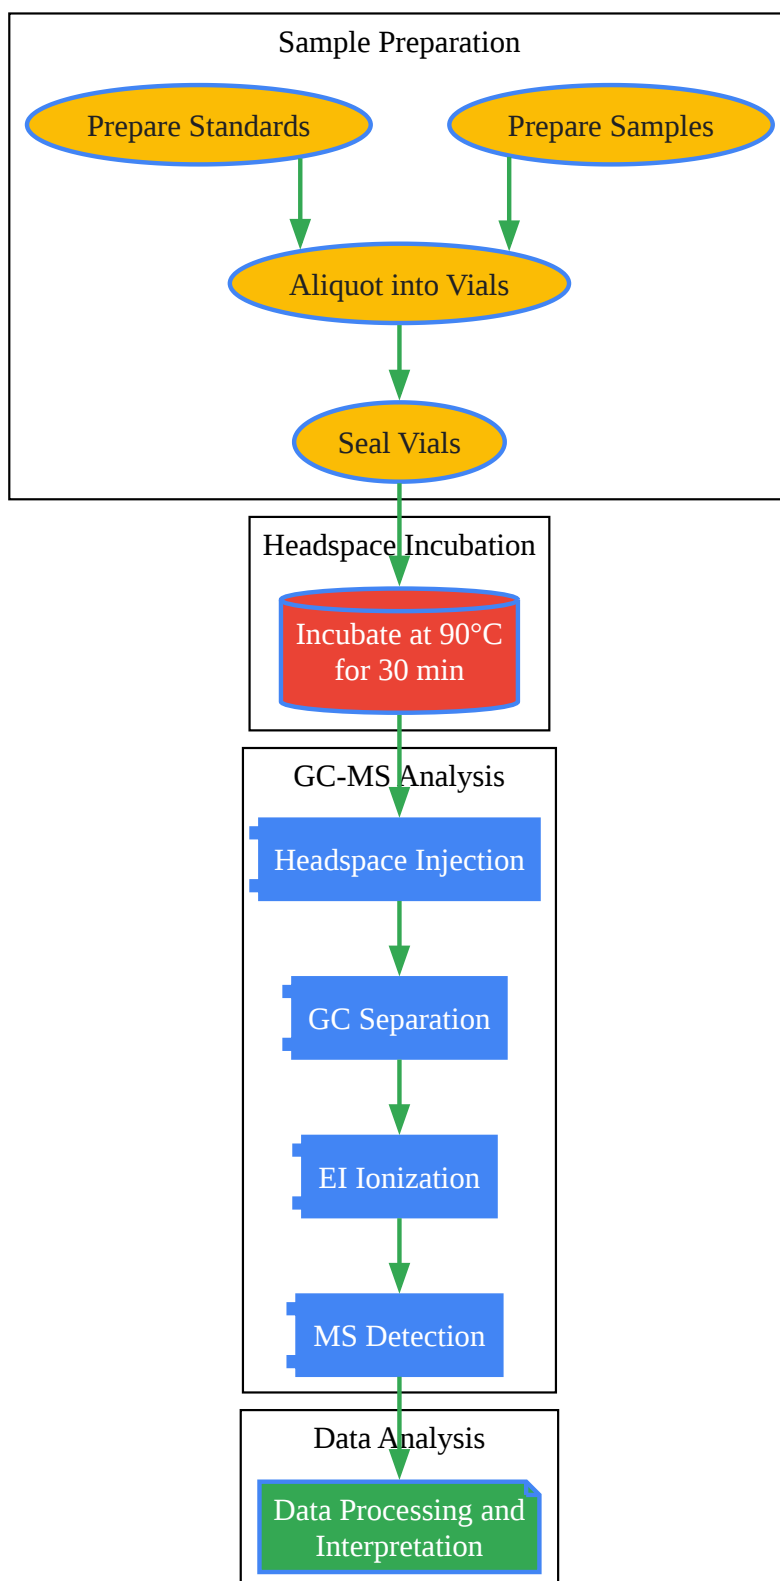 Sample Preparation
Prepare Standards
Prepare Samples
Aliquot into Vials
Seal Vials
Headspace Incubation
Incubate at 90°C
for 30 min
GC-MS Analysis
Headspace Injection
GC Separation
EI Ionization
MS Detection
Data Analysis
Data Processing and
Interpretation